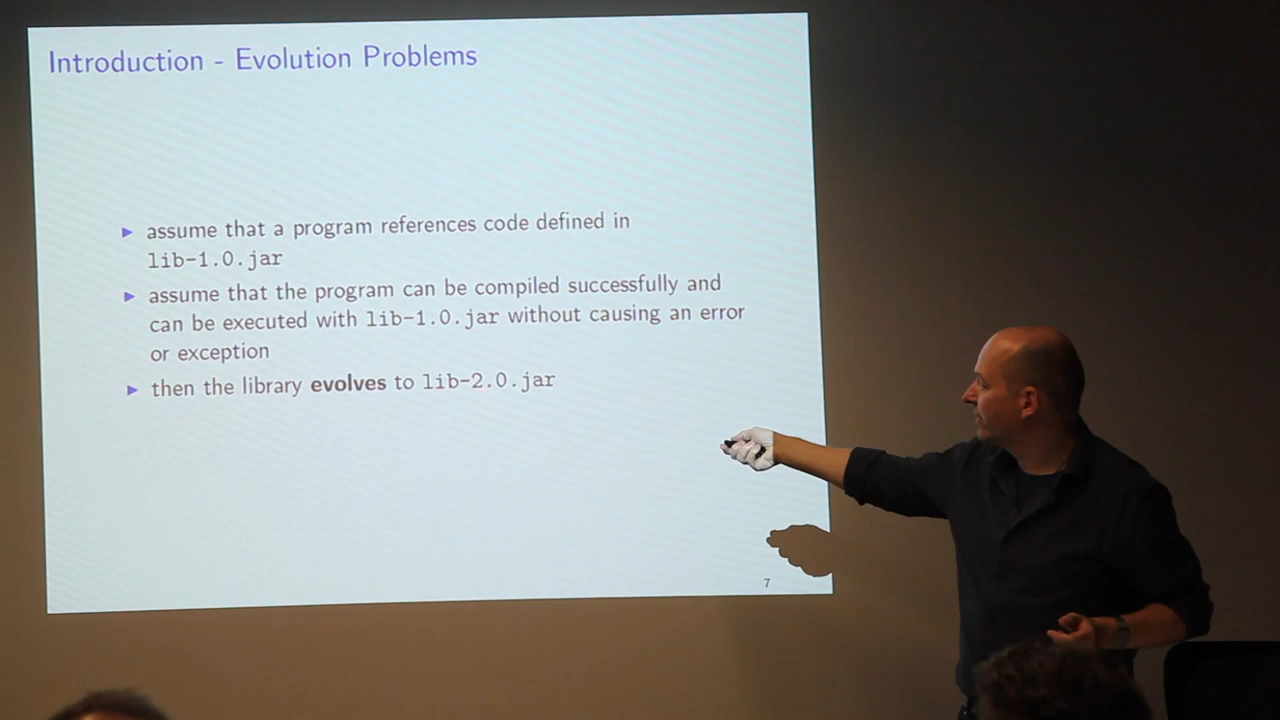 Introduction - Evolution Problems
▶ assume that a program references code defined in
lib-1.0.jar
▶ assume that the program can be compiled successfully and
can be executed with lib-1.0.jar without causing an error
or exception
▶ then the library evolves to lib-2.0.jar
7